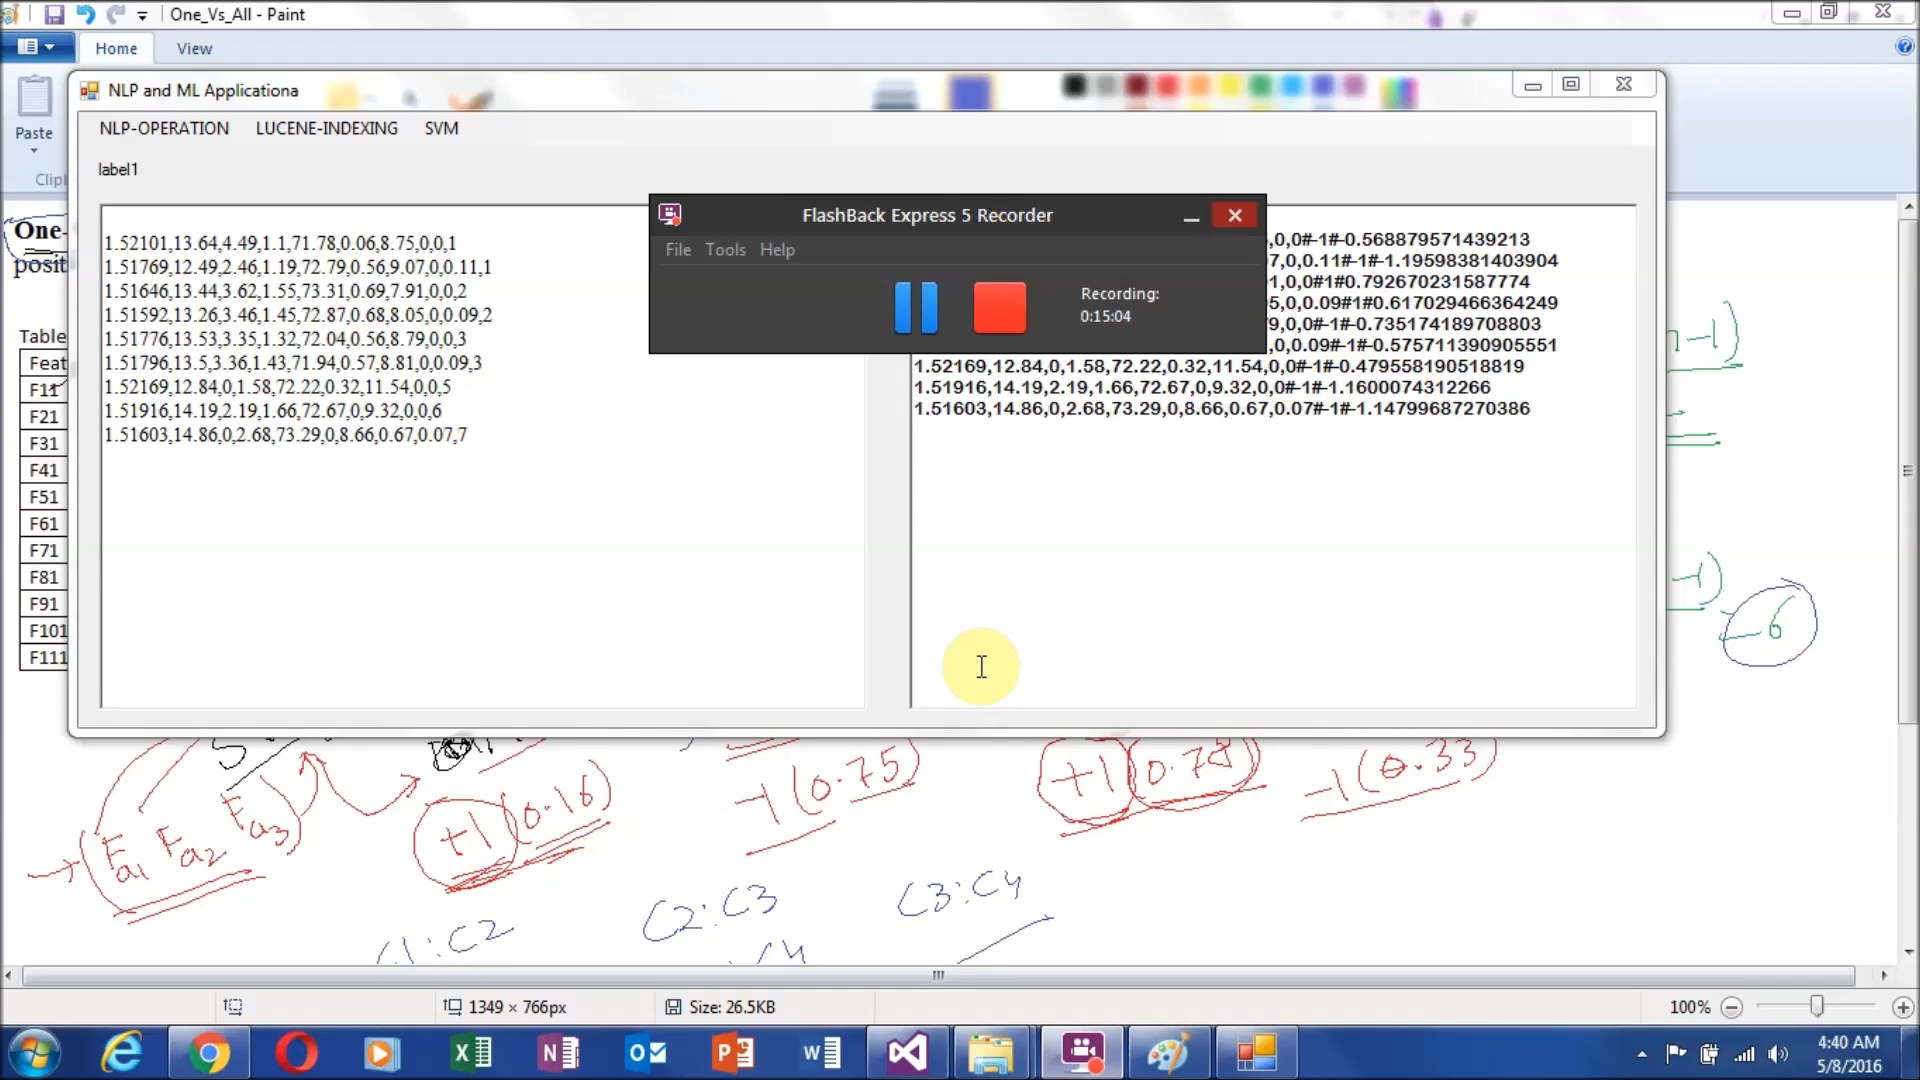 One_Vs_All - Paint
Home
View
Paste
Clipl
NLP and ML Applicationa
NLP-OPERATION
LUCENE-INDEXING
SVM
label1
1.52101,13.64,4.49,1.1,71.78,0.06,8.75,0,0,1
1.51769,12.49,2.46,1.19,72.79,0.56,9.07,0,0.11,1
1.51646,13.44,3.62,1.55,73.31,0.69,7.91,0,0,2
1.51592,13.26,3.46,1.45,72.87,0.68,8.05,0,0.09,2
1.51776,13.53,3.35,1.32,72.04,0.56,8.79,0,0,3
1.51796,13.5,3.36,1.43,71.94,0.57,8.81,0,0.09,3
1.52169,12.84,0,1.58,72.22,0.32,11.54,0,0,5
1.51916,14.19,2.19,1.66,72.67,0,9.32,0,0,6
1.51603,14.86,0,2.68,73.29,0,8.66,0.67,0.07,7
FlashBack Express 5 Recorder
File
Tools
Help
Recording:
0:15:04
,0,0#-1#-0.568879571439213
7,0,0.11#-1#-1.19598381403904
1,0,0#1#0.792670231587774
5,0,0.09#1#0.617029466364249
9,0,0#-1#-0.735174189708803
,0,0.09#-1#-0.575711390905551
1.52169,12.84,0,1.58,72.22,0.32,11.54,0,0#-1#-0.479558190518819
1.51916,14.19,2.19,1.66,72.67,0,9.32,0,0#-1#-1.1600074312266
1.51603,14.86,0,2.68,73.29,0,8.66,0.67,0.07#-1#-1.14799687270386
One-
posit
Table
Feat
F11
F21
F31
F41
F51
F61
F71
F81
F91
F101
F111
n-1)
-1)
6
Fa1 Fa2 Fa3
+1 (0.16)
-1 (0.75)
+1 (0.78)
-1 (0.33)
C1:C2
C2:C3
C3:C4
C4
1349 × 766px
Size: 26.5KB
100%
4:40 AM
5/8/2016